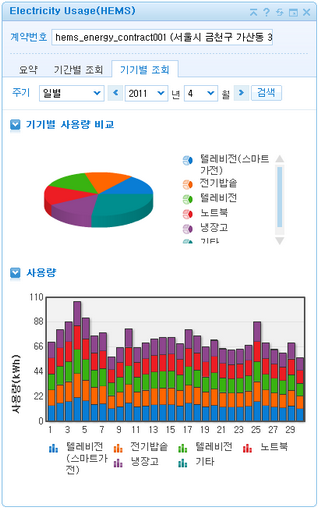 Electricity Usage(HEMS)
계약번호 hems_energy_contract001 (서울시 금천구 가산동 3
요약 기간별 조회 기기별 조회
주기 일별 2011 년 4 월 검색
기기별 사용량 비교
텔레비전(스마트
가전)
전기밥솥
텔레비전
노트북
냉장고
기타
사용량
사용량(kWh)
110
88
66
44
22
0
1 3 5 7 9 11 13 15 17 19 21 23 25 27 29
텔레비전 전기밥솥 텔레비전 노트북
(스마트가 냉장고 기타
전)